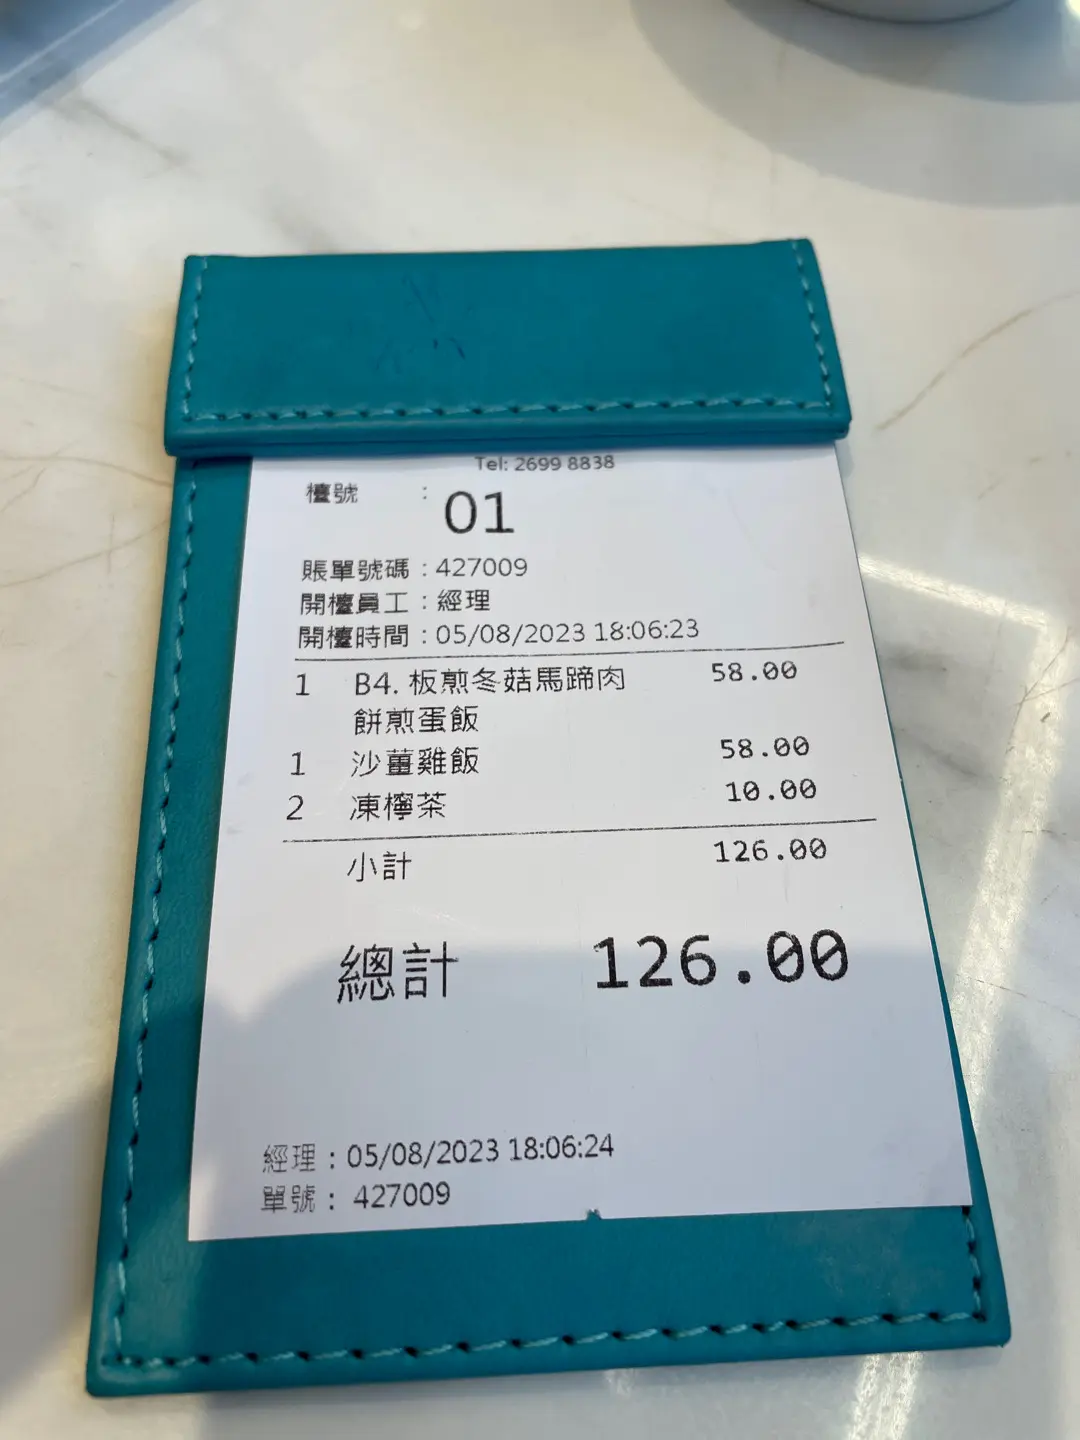 Tel: 2699 8838
檯號 : 01
賬單號碼 : 427009
開檯員工 : 經理
開檯時間 : 05/08/2023 18:06:23
1 B4. 板煎冬菇馬蹄肉 58.00
餅煎蛋飯
1 沙薑雞飯 58.00
2 凍檸茶 10.00
小計 126.00
總計 126.00
經理 : 05/08/2023 18:06:24
單號 : 427009